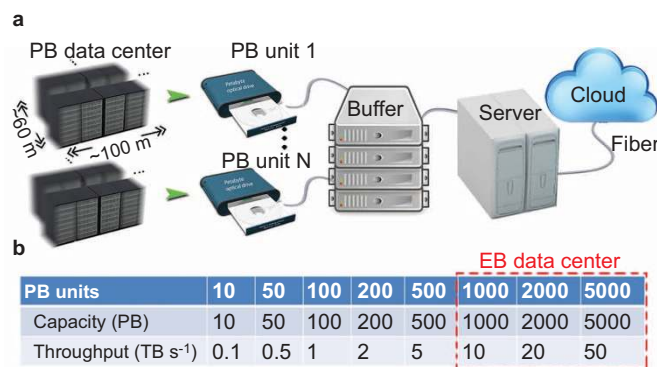 a
PB data center
PB unit 1
~60 m
~100 m
Buffer
Server
Cloud
Fiber
PB unit N
b
EB data center
PB units 10 50 100 200 500 1000 2000 5000
Capacity (PB) 10 50 100 200 500 1000 2000 5000
Throughput (TB s⁻¹) 0.1 0.5 1 2 5 10 20 50